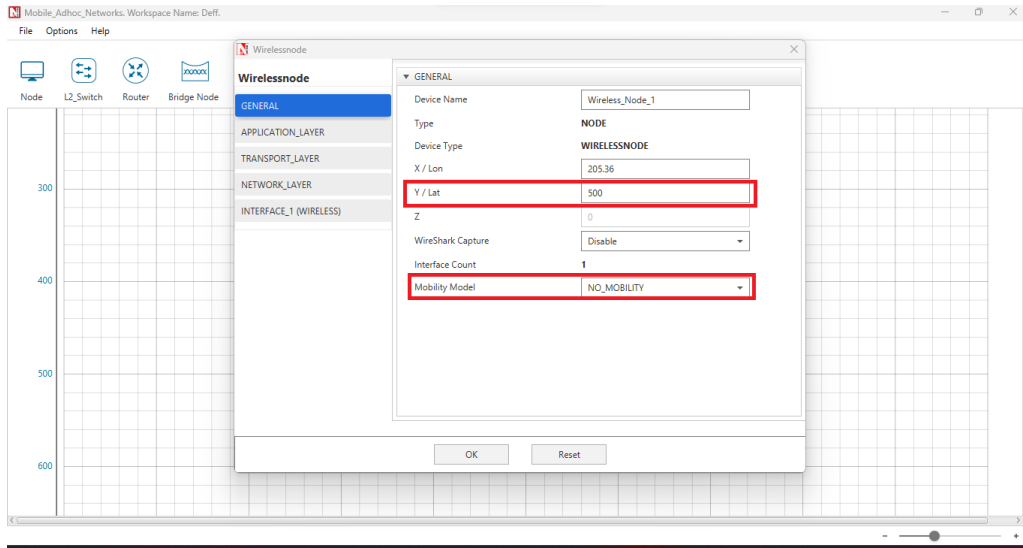 Mobile_Adhoc_Networks. Workspace Name: Deff.
File Options Help
Node L2_Switch Router Bridge Node
300
400
500
600
Wirelessnode
Wirelessnode
GENERAL
APPLICATION_LAYER
TRANSPORT_LAYER
NETWORK_LAYER
INTERFACE_1 (WIRELESS)
GENERAL
Device Name Wireless_Node_1
Type NODE
Device Type WIRELESSNODE
X / Lon 205.36
Y / Lat 500
Z 0
WireShark Capture Disable
Interface Count 1
Mobility Model NO_MOBILITY
OK Reset